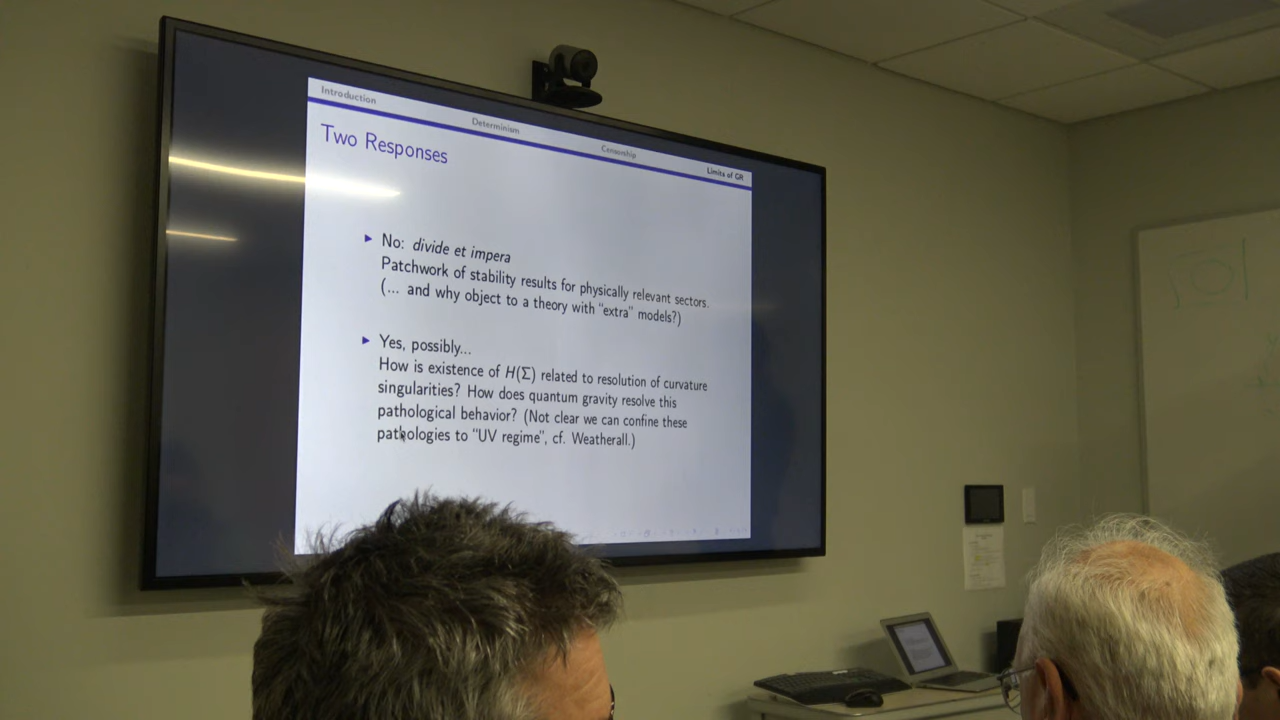 Introduction
Determinism
Censorship
Limits of GR
Two Responses
▶ No: divide et impera
Patchwork of stability results for physically relevant sectors.
(... and why object to a theory with "extra" models?)
▶ Yes, possibly...
How is existence of H(Σ) related to resolution of curvature
singularities? How does quantum gravity resolve this
pathological behavior? (Not clear we can confine these
pathologies to "UV regime", cf. Weatherall.)